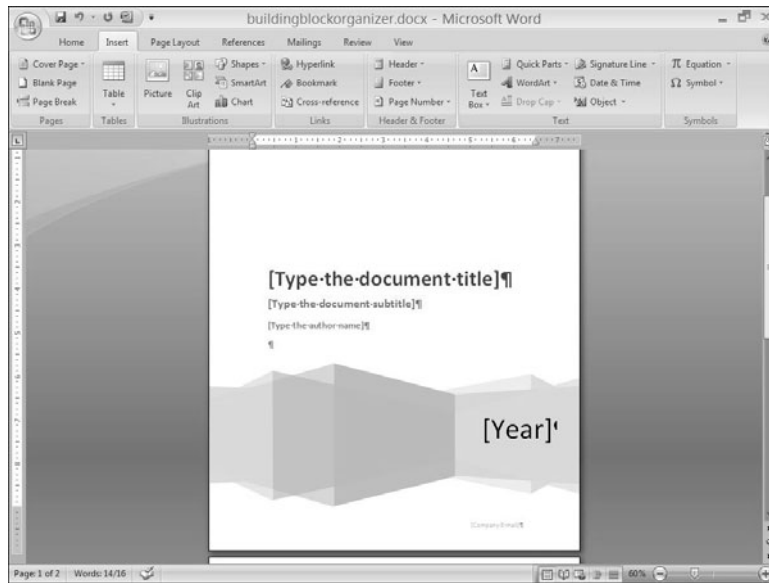 buildingblockorganizer.docx - Microsoft Word
Home Insert Page Layout References Mailings Review View
Cover Page
Blank Page
Page Break
Pages
Table
Tables
Picture
Clip
Art
Shapes
SmartArt
Chart
Illustrations
Hyperlink
Bookmark
Cross-reference
Links
Header
Footer
Page Number
Header & Footer
A
Text
Box
Quick Parts
WordArt
Drop Cap
Signature Line
Date & Time
Object
Text
π Equation
Ω Symbol
Symbols
[Type·the·document·title]¶
[Type·the·document·subtitle]¶
[Type·the·author·name]¶
¶
[Year]¶
[Company·Email]¶
Page: 1 of 2 Words: 14/16 60%